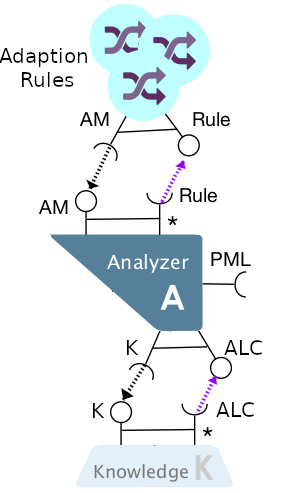 Adaption
Rules
AM
Rule
AM
Rule
*
Analyzer
PML
A
K
ALC
K
ALC
*
Knowledge K